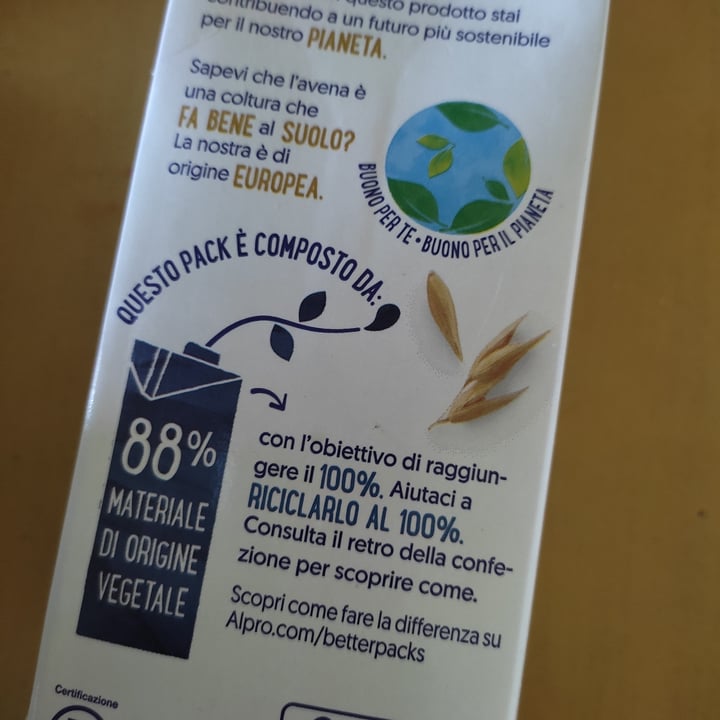 contribuendo a un futuro più sostenibile
questo prodotto stai
per il nostro PIANETA.
Sapevi che l'avena è
una coltura che
FA BENE al SUOLO?
La nostra è di
origine EUROPEA.
BUONO PER TE • BUONO PER IL PIANETA
QUESTO PACK È COMPOSTO DA:
88%
MATERIALE
DI ORIGINE
VEGETALE
con l'obiettivo di raggiun-
gere il 100%. Aiutaci a
RICICLARLO AL 100%.
Consulta il retro della confe-
zione per scoprire come.
Scopri come fare la differenza su
Alpro.com/betterpacks
Certificazione